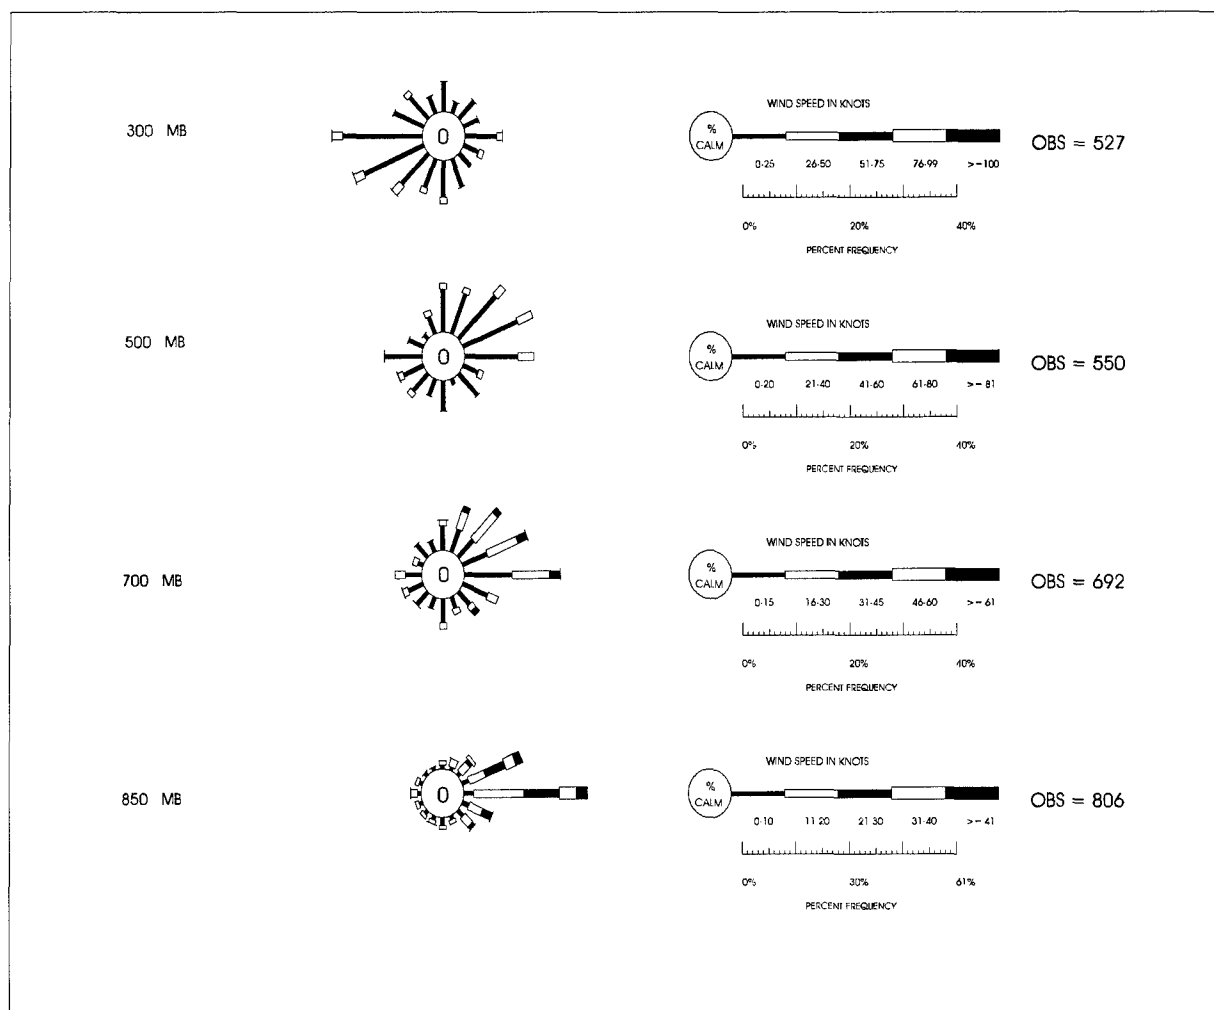 WIND SPEED IN KNOTS
300 MB
0
% CALM
OBS = 527
0-25 26-50 51-75 76-99 >=100
0% 20% 40%
PERCENT FREQUENCY
WIND SPEED IN KNOTS
500 MB
0
% CALM
OBS = 550
0-20 21-40 41-60 61-80 >= 81
0% 20% 40%
PERCENT FREQUENCY
WIND SPEED IN KNOTS
700 MB
0
% CALM
OBS = 692
0-15 16-30 31-45 46-60 >= 61
0% 20% 40%
PERCENT FREQUENCY
WIND SPEED IN KNOTS
850 MB
0
% CALM
OBS = 806
0-10 11-20 21-30 31-40 >= 41
0% 30% 61%
PERCENT FREQUENCY